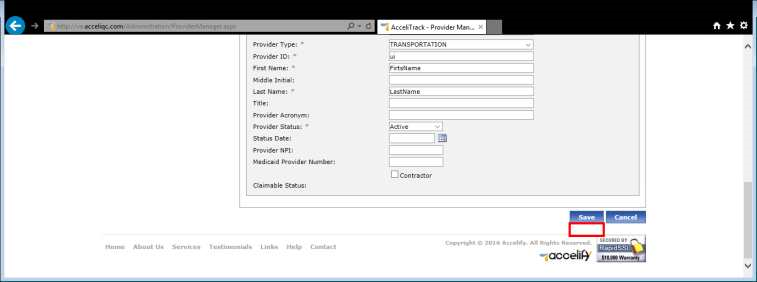 http://ve.acceliqc.com/Administration/ProviderManager.aspx
AcceliTrack - Provider Man...
Provider Type: * TRANSPORTATION
Provider ID: * ui
First Name: * FirtsName
Middle Initial:
Last Name: * LastName
Title:
Provider Acronym:
Provider Status: * Active
Status Date:
Provider NPI:
Medicaid Provider Number:
Contractor
Claimable Status:
Save Cancel
Home About Us Services Testimonials Links Help Contact
Copyright © 2016 Accelify. All Rights Reserved.
accelify
SECURED BY
RapidSSL
$10,000 Warranty